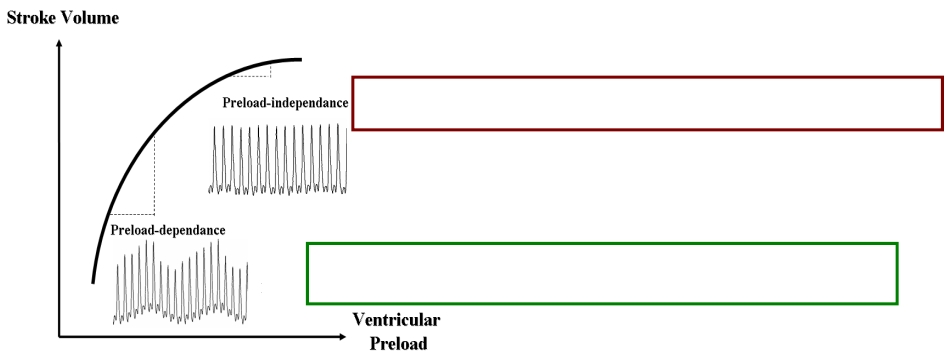 Stroke Volume
Preload-independance
Preload-dependance
Ventricular
Preload